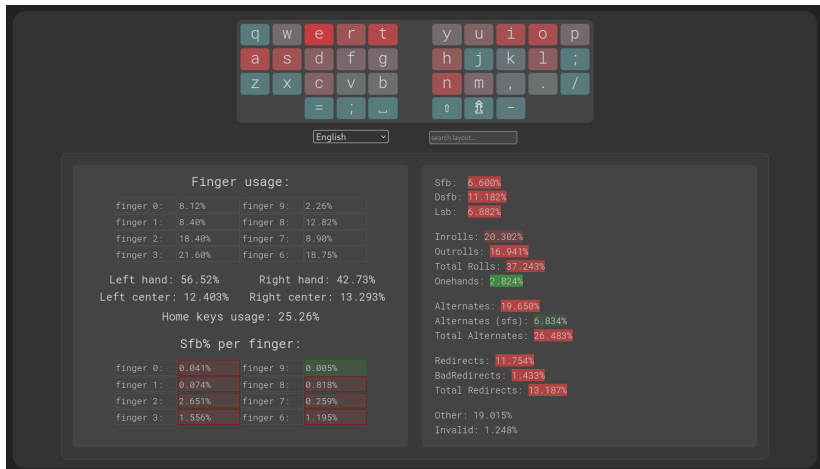 q w e r t y u i o p
a s d f g h j k l ;
z x c v b n m , . /
= ; ⎵ ⇧ ⇯ -
English search layout...
Finger usage:
finger 0: 8.12% finger 9: 2.26%
finger 1: 8.40% finger 8: 12.82%
finger 2: 18.40% finger 7: 8.90%
finger 3: 21.60% finger 6: 18.75%
Left hand: 56.52% Right hand: 42.73%
Left center: 12.403% Right center: 13.293%
Home keys usage: 25.26%
Sfb% per finger:
finger 0: 0.041% finger 9: 0.005%
finger 1: 0.074% finger 8: 0.818%
finger 2: 2.651% finger 7: 0.259%
finger 3: 1.556% finger 6: 1.195%
Sfb: 6.600%
Dsfb: 11.182%
Lsb: 6.882%
Inrolls: 20.302%
Outrolls: 16.941%
Total Rolls: 37.243%
Onehands: 2.824%
Alternates: 19.650%
Alternates (sfs): 6.834%
Total Alternates: 26.483%
Redirects: 11.754%
BadRedirects: 1.433%
Total Redirects: 13.187%
Other: 19.015%
Invalid: 1.248%